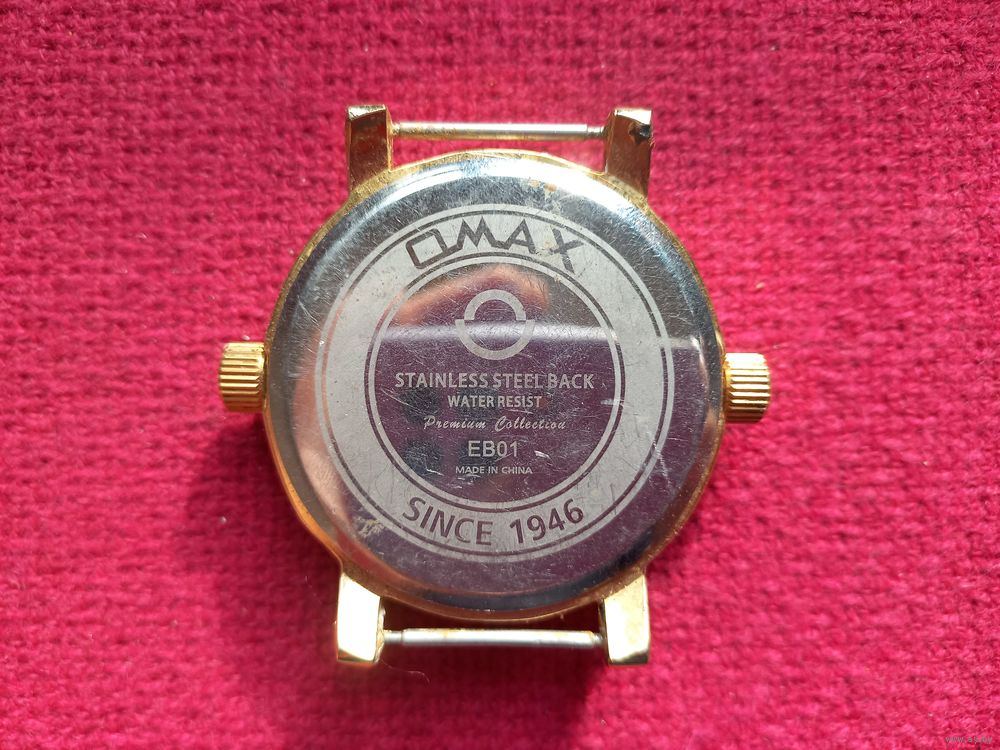 OMAX
STAINLESS STEEL BACK
WATER RESIST
Premium Collection
EB01
MADE IN CHINA
SINCE 1946